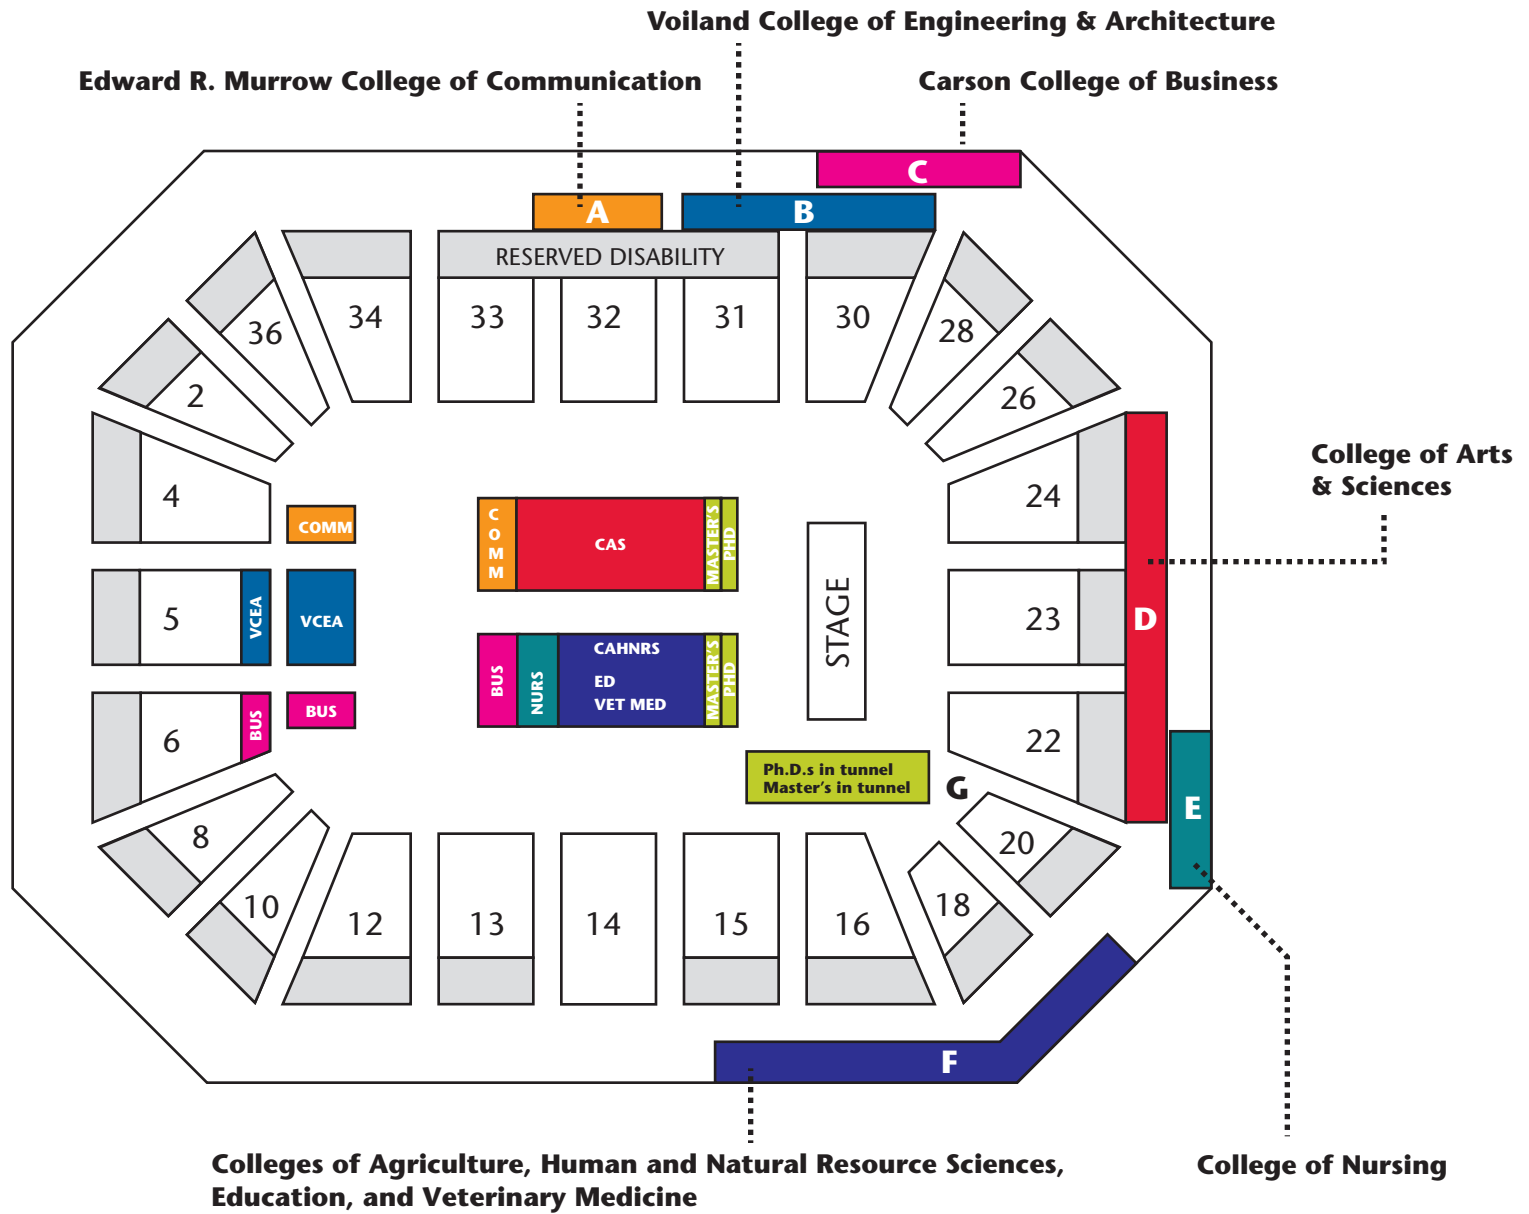 Voiland College of Engineering & Architecture
Edward R. Murrow College of Communication
Carson College of Business
C
A
B
RESERVED DISABILITY
36
34
33
32
31
30
28
2
26
4
24
College of Arts
& Sciences
COMM
COMM
CAS
MASTER'S
PHD
STAGE
5
VCEA
VCEA
23
D
BUS
NURS
CAHNRS
ED
VET MED
MASTER'S
PHD
6
BUS
BUS
22
Ph.D.s in tunnel
Master's in tunnel
G
E
8
20
10
12
13
14
15
16
18
F
Colleges of Agriculture, Human and Natural Resource Sciences,
Education, and Veterinary Medicine
College of Nursing